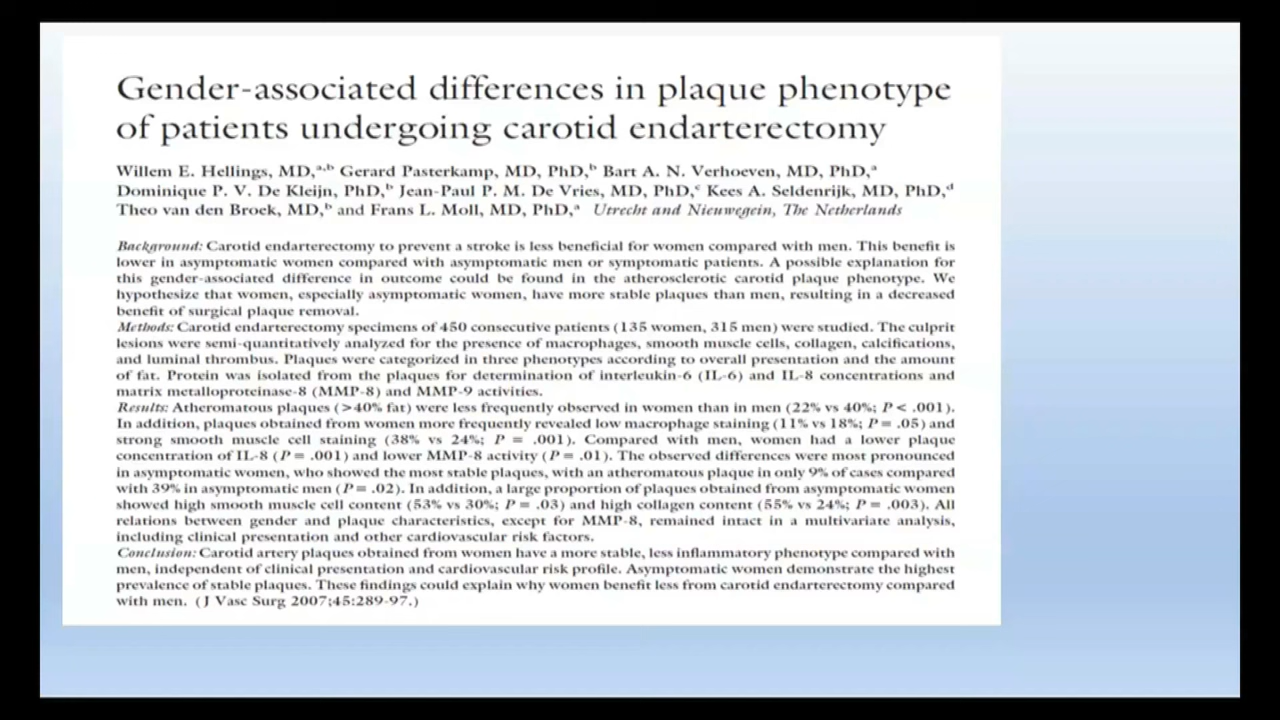 Gender-associated differences in plaque phenotype
of patients undergoing carotid endarterectomy
Willem E. Hellings, MD,a,b Gerard Pasterkamp, MD, PhD,b Bart A. N. Verhoeven, MD, PhD,a
Dominique P. V. De Kleijn, PhD,b Jean-Paul P. M. De Vries, MD, PhD,c Kees A. Seldenrijk, MD, PhD,d
Theo van den Broek, MD,b and Frans L. Moll, MD, PhD,a Utrecht and Nieuwegein, The Netherlands
Background: Carotid endarterectomy to prevent a stroke is less beneficial for women compared with men. This benefit is
lower in asymptomatic women compared with asymptomatic men or symptomatic patients. A possible explanation for
this gender-associated difference in outcome could be found in the atherosclerotic carotid plaque phenotype. We
hypothesize that women, especially asymptomatic women, have more stable plaques than men, resulting in a decreased
benefit of surgical plaque removal.
Methods: Carotid endarterectomy specimens of 450 consecutive patients (135 women, 315 men) were studied. The culprit
lesions were semi-quantitatively analyzed for the presence of macrophages, smooth muscle cells, collagen, calcifications,
and luminal thrombus. Plaques were categorized in three phenotypes according to overall presentation and the amount
of fat. Protein was isolated from the plaques for determination of interleukin-6 (IL-6) and IL-8 concentrations and
matrix metalloproteinase-8 (MMP-8) and MMP-9 activities.
Results: Atheromatous plaques (>40% fat) were less frequently observed in women than in men (22% vs 40%; P < .001).
In addition, plaques obtained from women more frequently revealed low macrophage staining (11% vs 18%; P = .05) and
strong smooth muscle cell staining (38% vs 24%; P = .001). Compared with men, women had a lower plaque
concentration of IL-8 (P = .001) and lower MMP-8 activity (P = .01). The observed differences were most pronounced
in asymptomatic women, who showed the most stable plaques, with an atheromatous plaque in only 9% of cases compared
with 39% in asymptomatic men (P = .02). In addition, a large proportion of plaques obtained from asymptomatic women
showed high smooth muscle cell content (53% vs 30%; P = .03) and high collagen content (55% vs 24%; P = .003). All
relations between gender and plaque characteristics, except for MMP-8, remained intact in a multivariate analysis,
including clinical presentation and other cardiovascular risk factors.
Conclusion: Carotid artery plaques obtained from women have a more stable, less inflammatory phenotype compared with
men, independent of clinical presentation and cardiovascular risk profile. Asymptomatic women demonstrate the highest
prevalence of stable plaques. These findings could explain why women benefit less from carotid endarterectomy compared
with men. (J Vasc Surg 2007;45:289-97.)